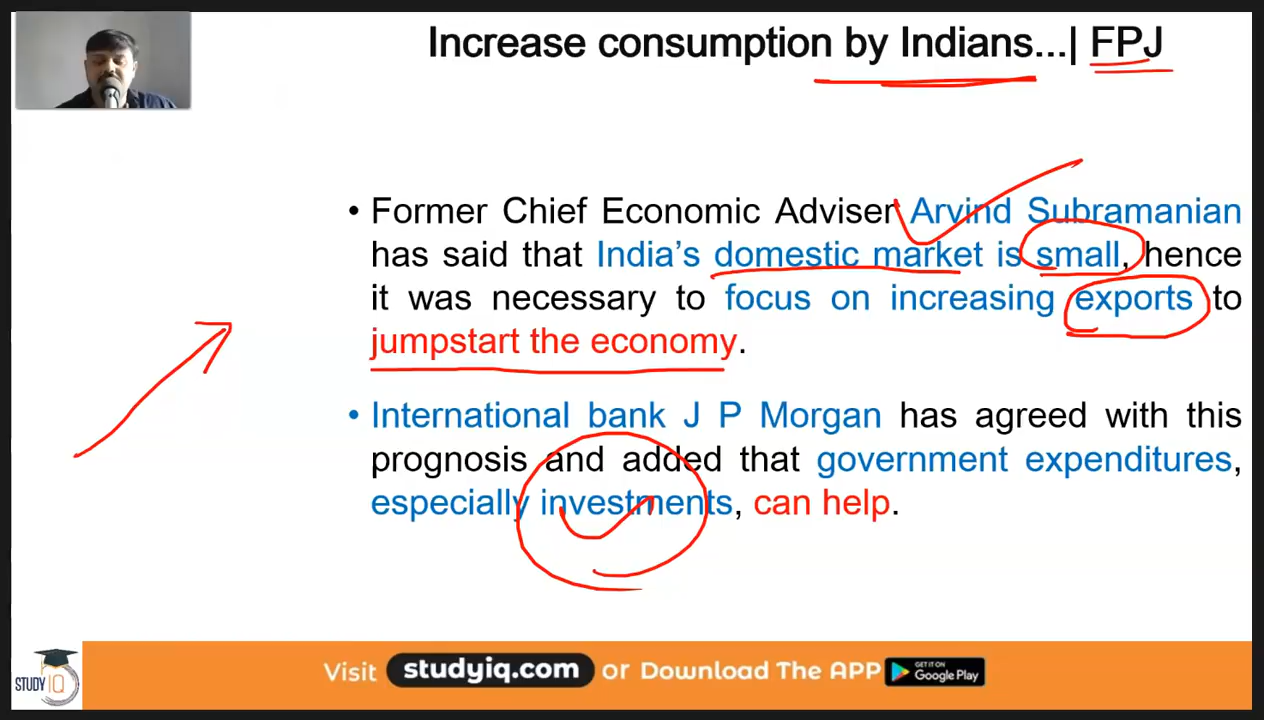 Increase consumption by Indians...| FPJ
• Former Chief Economic Adviser Arvind Subramanian
has said that India's domestic market is small, hence
it was necessary to focus on increasing exports to
jumpstart the economy.
• International bank J P Morgan has agreed with this
prognosis and added that government expenditures,
especially investments, can help.
STUDY IQ
Visit studyiq.com or Download The APP GET IT ON Google Play